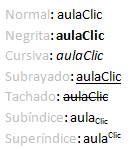 Normal: aulaClic
Negrita: aulaClic
Cursiva: aulaClic
Subrayado: aulaClic
Tachado: aulaClic
Subíndice: aulaClic
Superíndice: aulaClic